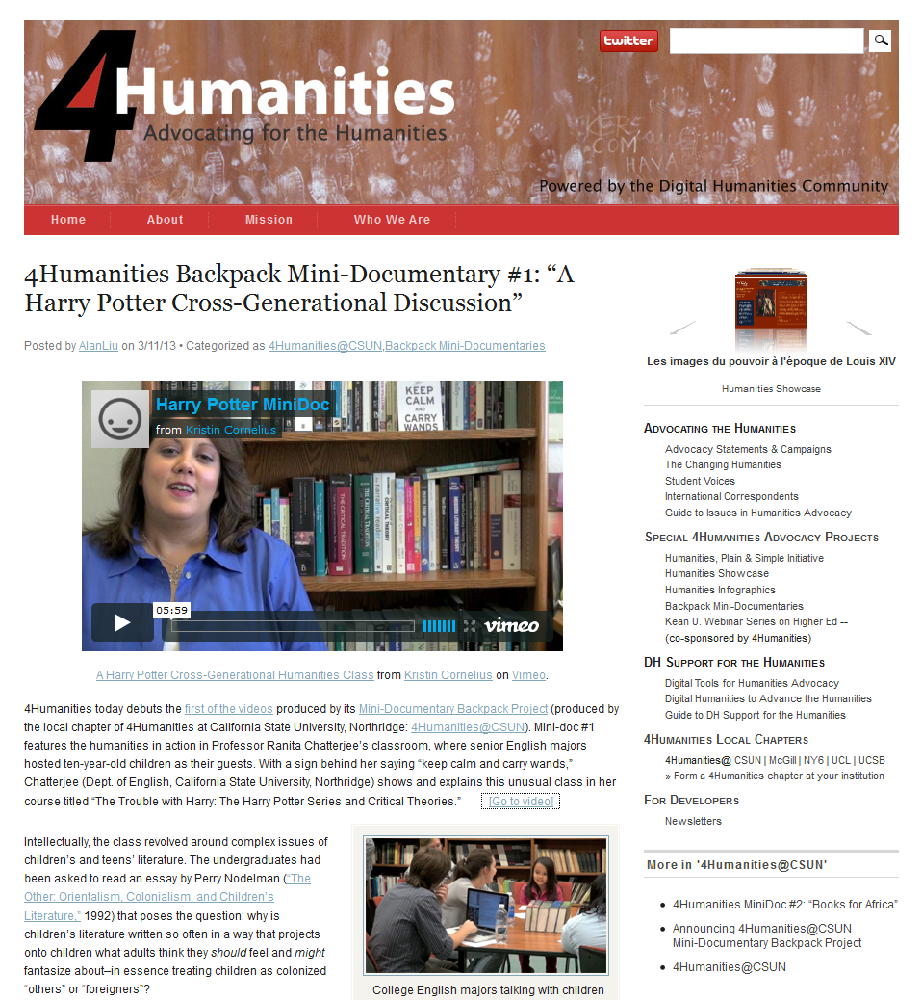 twitter
4Humanities
Advocating for the Humanities
KERS
COM
HAVA
Powered by the Digital Humanities Community
Home About Mission Who We Are
4Humanities Backpack Mini-Documentary #1: “A
Harry Potter Cross-Generational Discussion”
Posted by AlanLiu on 3/11/13 • Categorized as 4Humanities@CSUN,Backpack Mini-Documentaries
Harry Potter MiniDoc
from Kristin Cornelius
KEEP
CALM
AND
CARRY
WANDS
THE CRITICAL TRADITION
THE CRITICAL TRADITION
narrative reader
CRITICAL THEORY
05:59
vimeo
A Harry Potter Cross-Generational Humanities Class from Kristin Cornelius on Vimeo.
4Humanities today debuts the first of the videos produced by its Mini-Documentary Backpack Project (produced by
the local chapter of 4Humanities at California State University, Northridge: 4Humanities@CSUN). Mini-doc #1
features the humanities in action in Professor Ranita Chatterjee’s classroom, where senior English majors
hosted ten-year-old children as their guests. With a sign behind her saying “keep calm and carry wands,”
Chatterjee (Dept. of English, California State University, Northridge) shows and explains this unusual class in her
course titled “The Trouble with Harry: The Harry Potter Series and Critical Theories.” [Go to video]
Intellectually, the class revolved around complex issues of
children’s and teens’ literature. The undergraduates had
been asked to read an essay by Perry Nodelman (“The
Other: Orientalism, Colonialism, and Children’s
Literature,” 1992) that poses the question: why is
children’s literature written so often in a way that projects
onto children what adults think they should feel and might
fantasize about–in essence treating children as colonized
“others” or “foreigners”?
College English majors talking with children
Les images du pouvoir à l'époque de Louis XIV
Humanities Showcase
Advocating the Humanities
Advocacy Statements & Campaigns
The Changing Humanities
Student Voices
International Correspondents
Guide to Issues in Humanities Advocacy
Special 4Humanities Advocacy Projects
Humanities, Plain & Simple Initiative
Humanities Showcase
Humanities Infographics
Backpack Mini-Documentaries
Kean U. Webinar Series on Higher Ed --
(co-sponsored by 4Humanities)
DH Support for the Humanities
Digital Tools for Humanities Advocacy
Digital Humanities to Advance the Humanities
Guide to DH Support for the Humanities
4Humanities Local Chapters
4Humanities@ CSUN | McGill | NY6 | UCL | UCSB
» Form a 4Humanities chapter at your institution
For Developers
Newsletters
More in '4Humanities@CSUN'
• 4Humanities MiniDoc #2: “Books for Africa”
• Announcing 4Humanities@CSUN
Mini-Documentary Backpack Project
• 4Humanities@CSUN